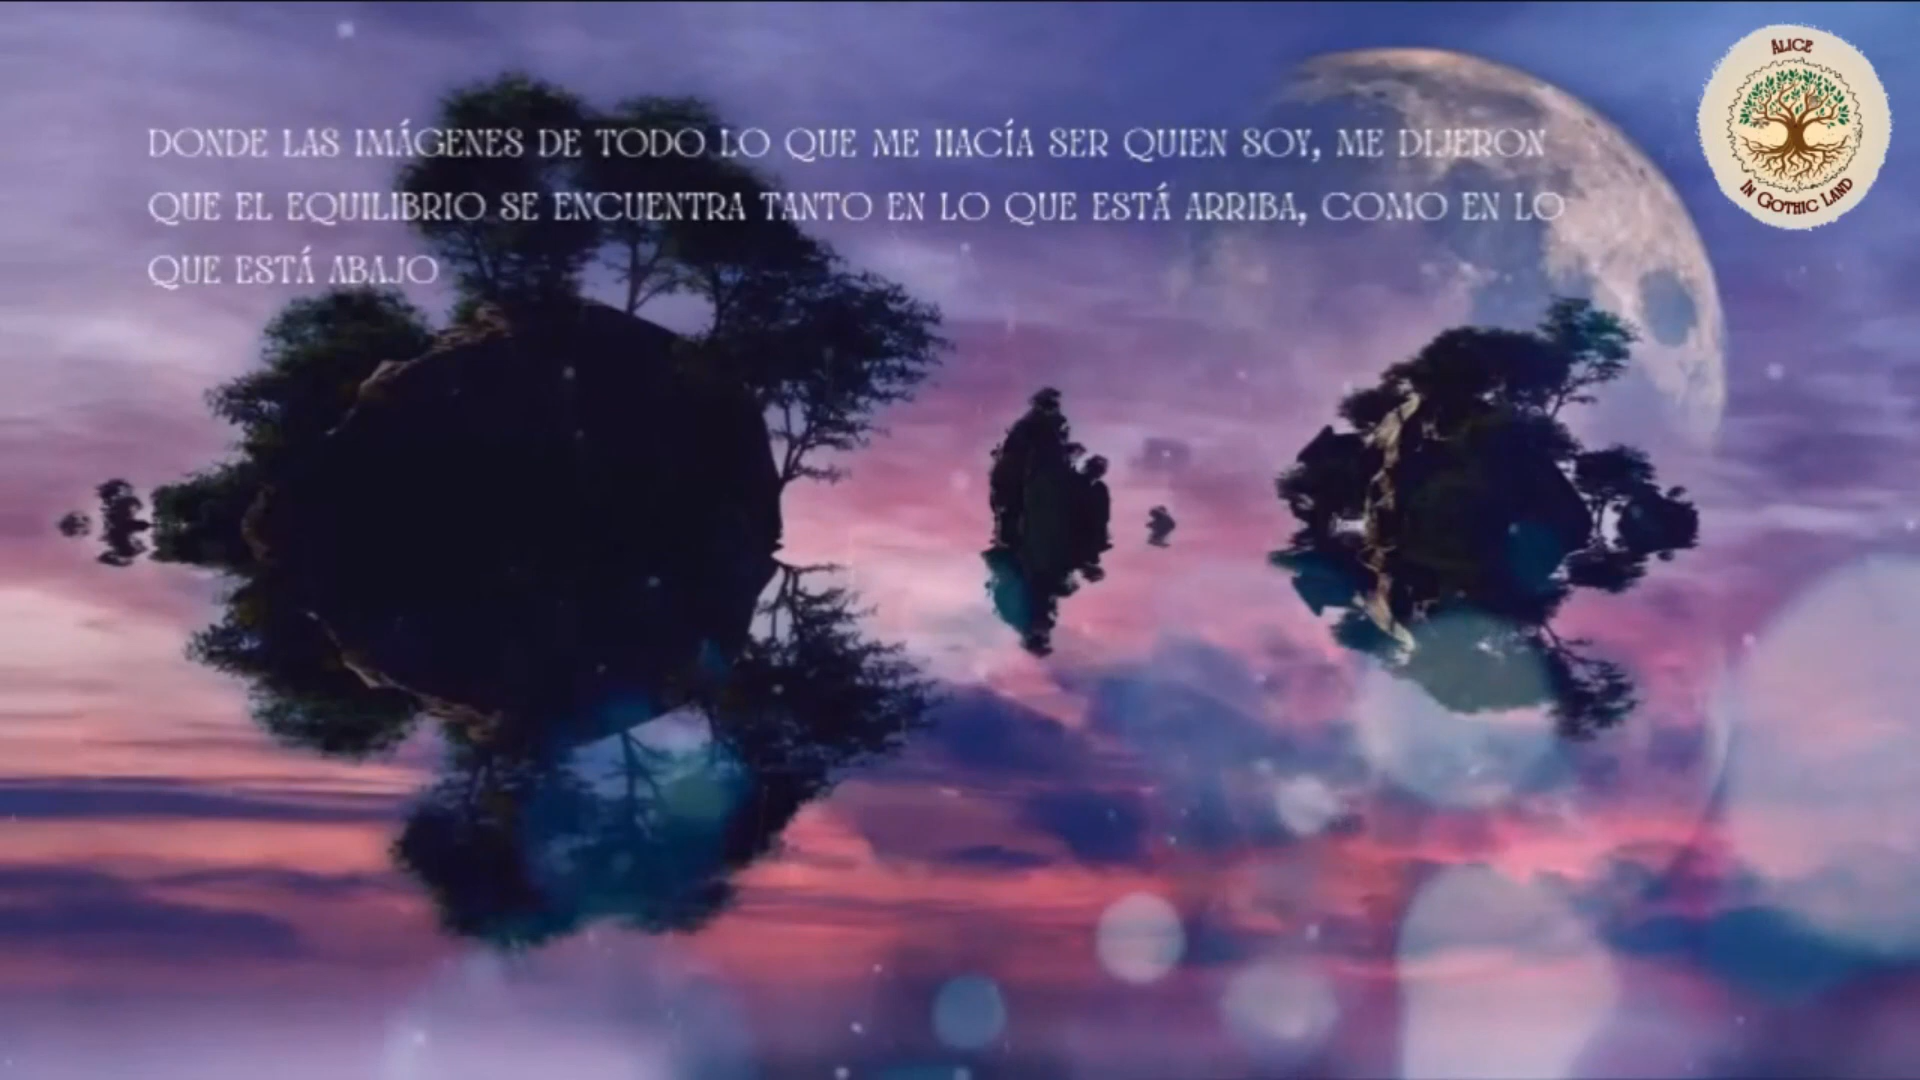 DONDE LAS IMÁGENES DE TODO LO QUE ME HACÍA SER QUIEN SOY, ME DIJERON
QUE EL EQUILIBRIO SE ENCUENTRA TANTO EN LO QUE ESTÁ ARRIBA, COMO EN LO
QUE ESTÁ ABAJO
ALICE
IN GOTHIC LAND